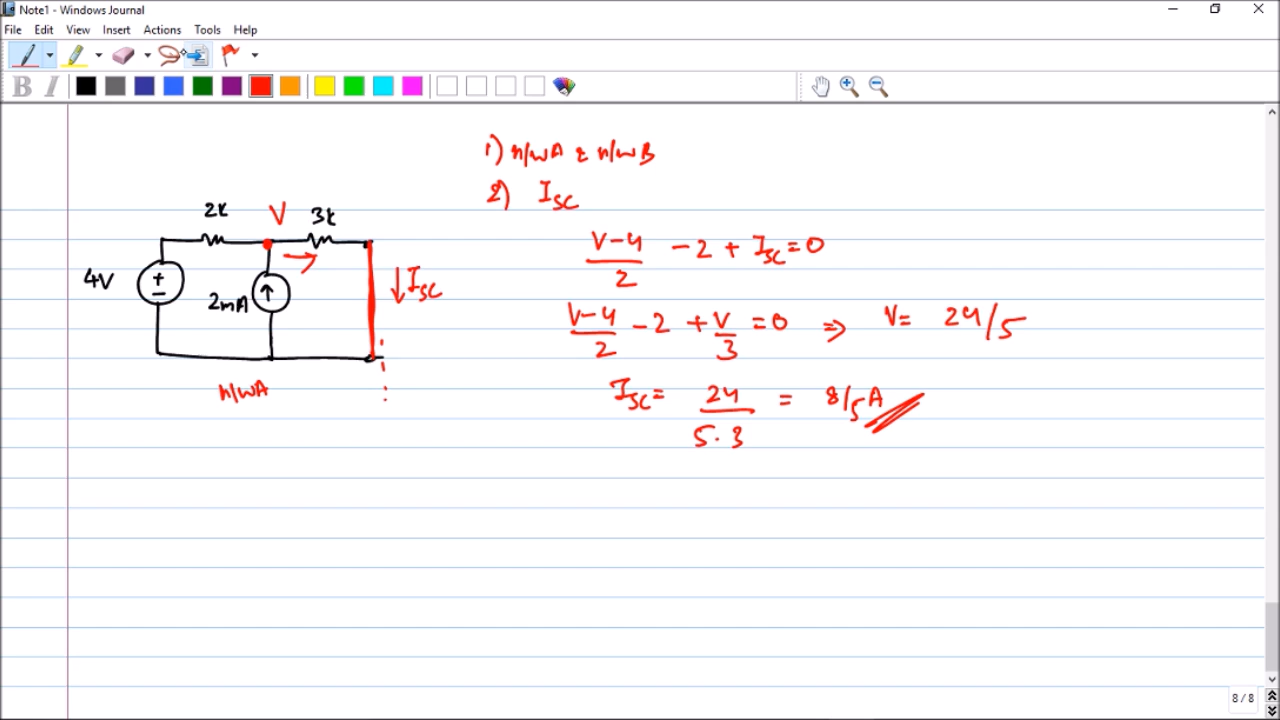 Note1 - Windows Journal
File Edit View Insert Actions Tools Help
B I
1) n/wA & n/wB
2) Isc
2k V 3k
V-4/2 - 2 + Isc = 0
4V + - 2mA ↑ ↓ Isc
V-4/2 - 2 + V/3 = 0 ⇒ V = 24/5
n/wA
Isc = 24/5.3 = 8/5 A
8 / 8